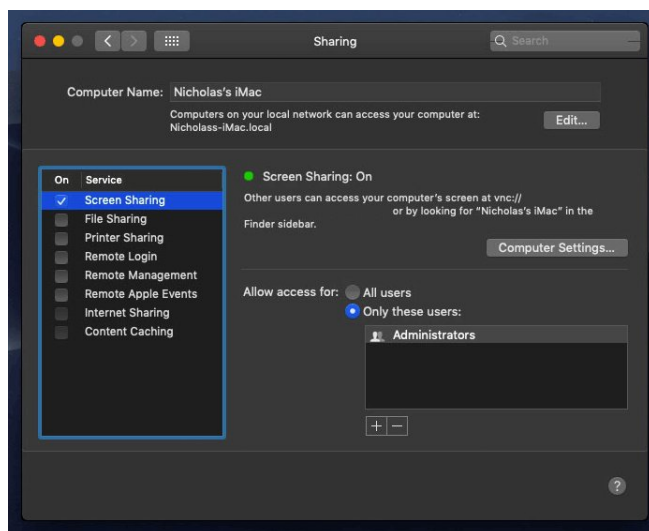 Sharing
Search
Computer Name: Nicholas's iMac
Computers on your local network can access your computer at:
Nicholass-iMac.local
Edit...
On Service
Screen Sharing
File Sharing
Printer Sharing
Remote Login
Remote Management
Remote Apple Events
Internet Sharing
Content Caching
Screen Sharing: On
Other users can access your computer's screen at vnc://
or by looking for “Nicholas's iMac” in the
Finder sidebar.
Computer Settings...
Allow access for: All users
Only these users:
Administrators
+ −
?